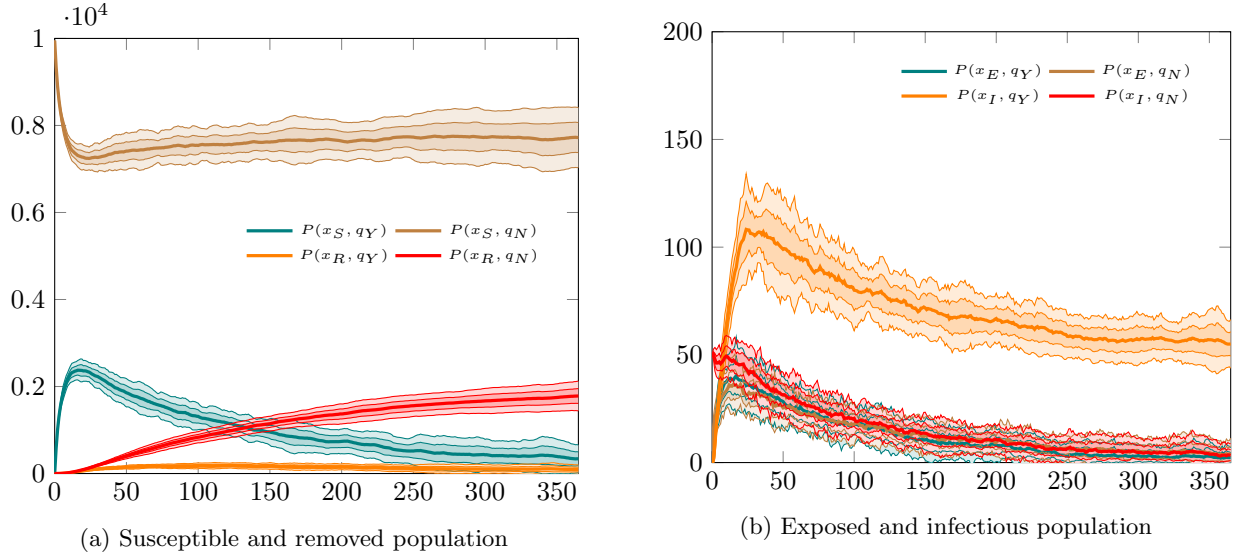 ·10⁴
1
0.8
0.6
0.4
0.2
0
0 50 100 150 200 250 300 350
P(x_S, q_Y) P(x_S, q_N)
P(x_R, q_Y) P(x_R, q_N)
(a) Susceptible and removed population
200
150
100
50
0
0 50 100 150 200 250 300 350
P(x_E, q_Y) P(x_E, q_N)
P(x_I, q_Y) P(x_I, q_N)
(b) Exposed and infectious population